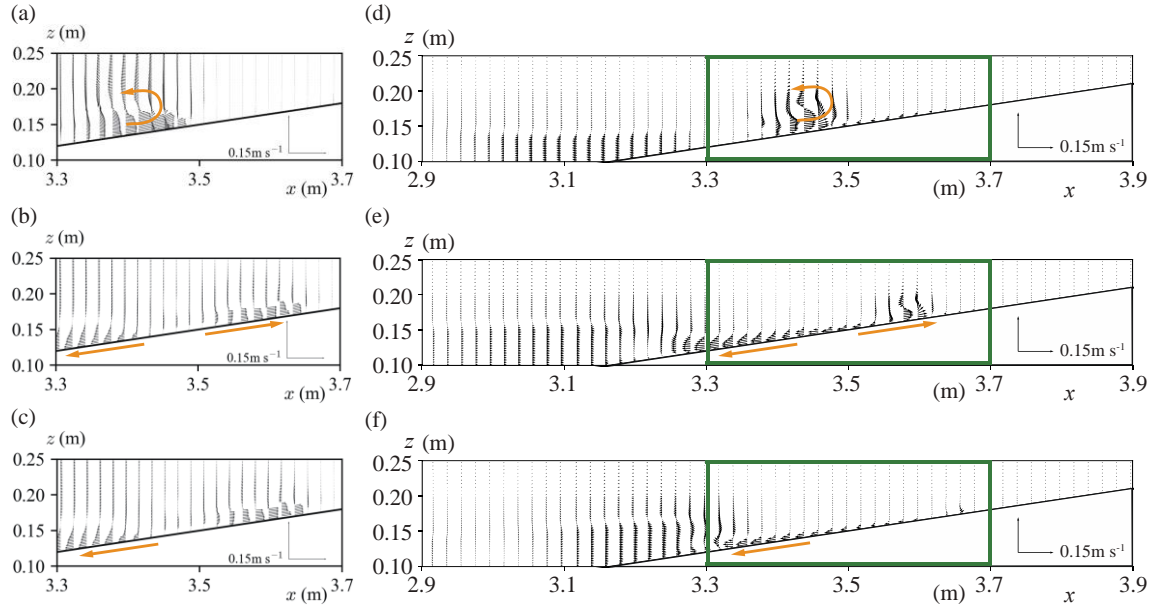 (a)
z (m)
0.25
0.20
0.15
0.10
0.15m s⁻¹
3.3 3.5 3.7
x (m)
(d)
z (m)
0.25
0.20
0.15
0.10
0.15m s⁻¹
2.9 3.1 3.3 3.5 (m) 3.7 x 3.9
(b)
z (m)
0.25
0.20
0.15
0.10
0.15m s⁻¹
3.3 3.5 x (m) 3.7
(e)
z (m)
0.25
0.20
0.15
0.10
0.15m s⁻¹
2.9 3.1 3.3 3.5 (m) 3.7 x 3.9
(c)
z (m)
0.25
0.20
0.15
0.10
0.15m s⁻¹
3.3 3.5 x (m) 3.7
(f)
z (m)
0.25
0.20
0.15
0.10
0.15m s⁻¹
2.9 3.1 3.3 3.5 (m) 3.7 x 3.9